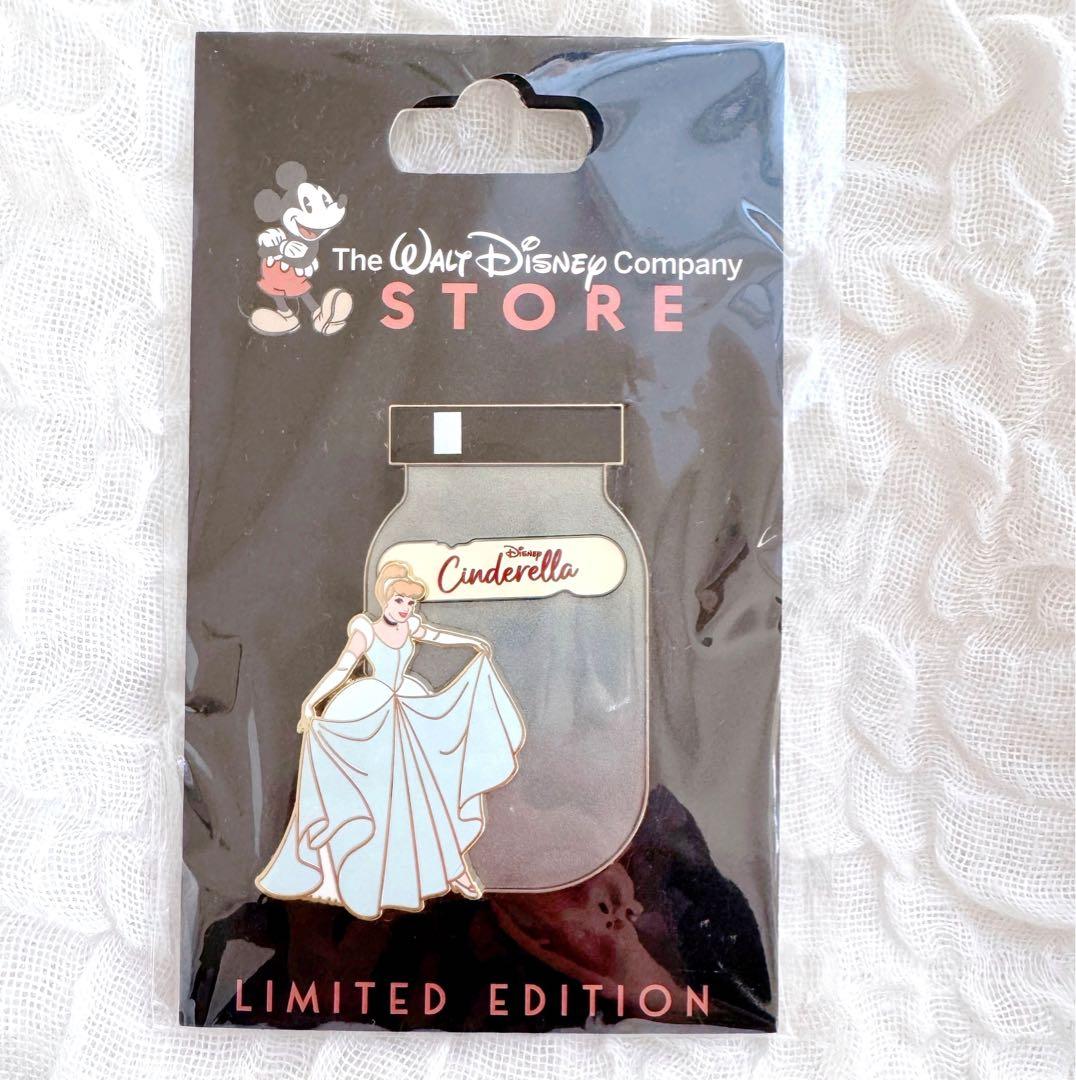 The WALT DISNEY Company
STORE
DISNEY
Cinderella
LIMITED EDITION